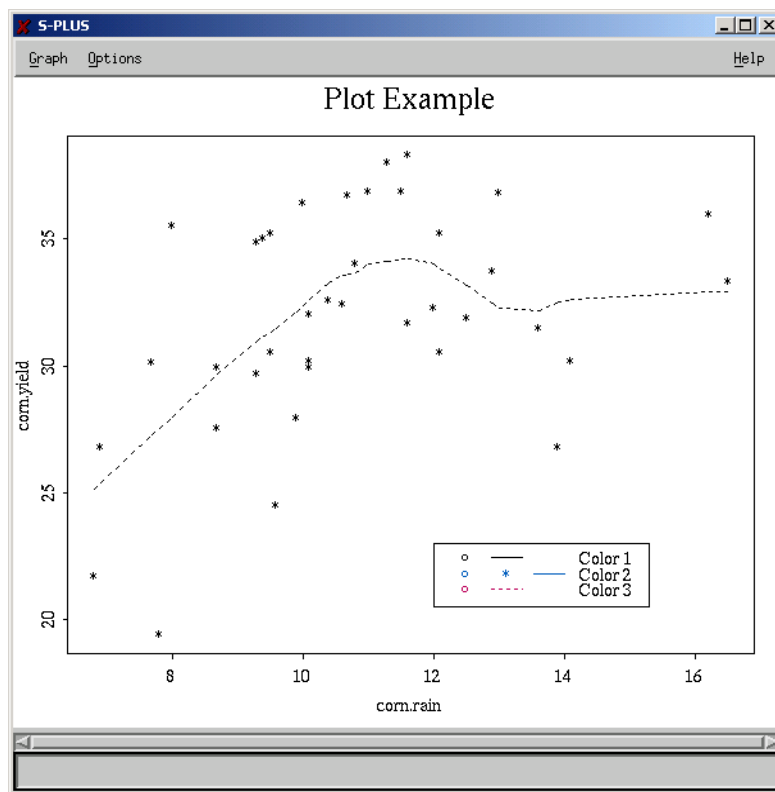 S-PLUS
Graph Options Help
Plot Example
35
30
25
20
corn.yield
8 10 12 14 16
corn.rain
Color 1
Color 2
Color 3